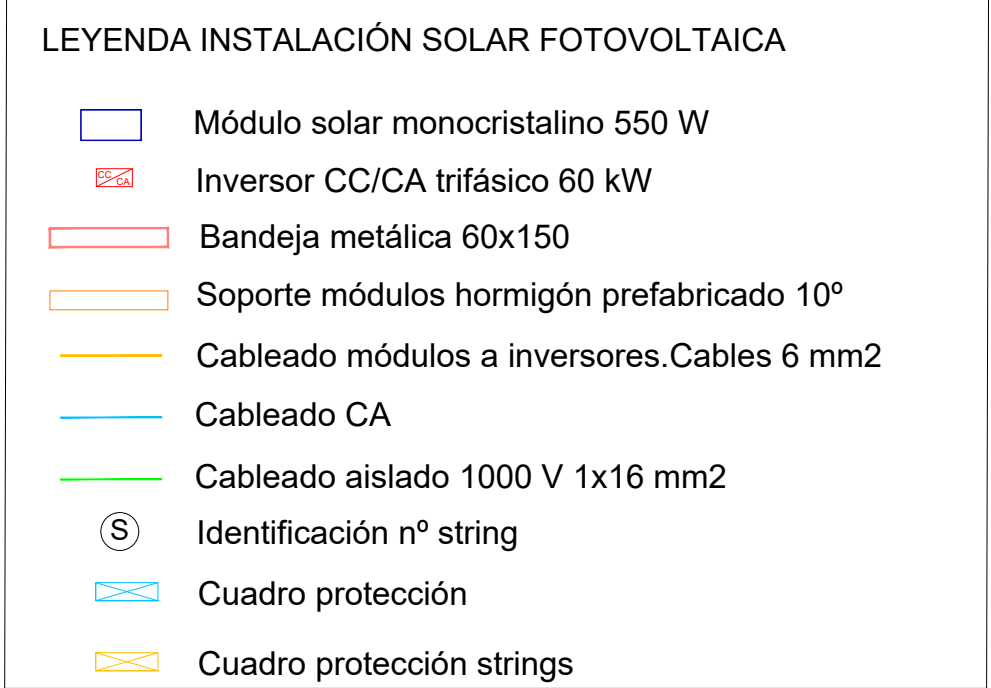 LEYENDA INSTALACIÓN SOLAR FOTOVOLTAICA
Módulo solar monocristalino 550 W
CC CA Inversor CC/CA trifásico 60 kW
Bandeja metálica 60x150
Soporte módulos hormigón prefabricado 10º
Cableado módulos a inversores.Cables 6 mm2
Cableado CA
Cableado aislado 1000 V 1x16 mm2
S Identificación nº string
Cuadro protección
Cuadro protección strings